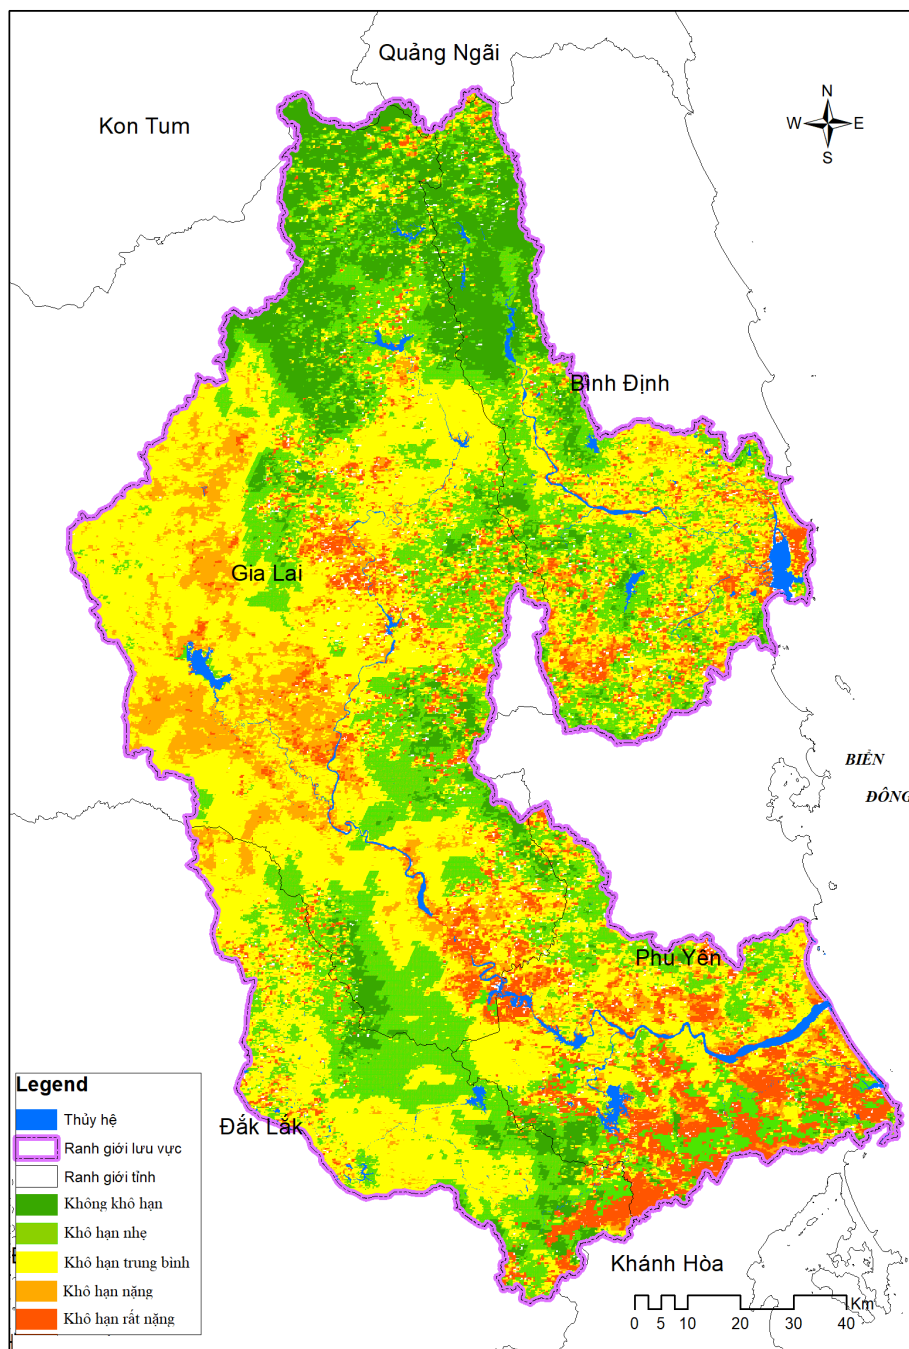 Quảng Ngãi
Kon Tum
N
W E
S
Bình Định
Gia Lai
BIỂN
ĐÔNG
Phú Yên
Đắk Lắk
Khánh Hòa
Km
0 5 10 20 30 40
Legend
Thủy hệ
Ranh giới lưu vực
Ranh giới tỉnh
Không khô hạn
Khô hạn nhẹ
Khô hạn trung bình
Khô hạn nặng
Khô hạn rất nặng